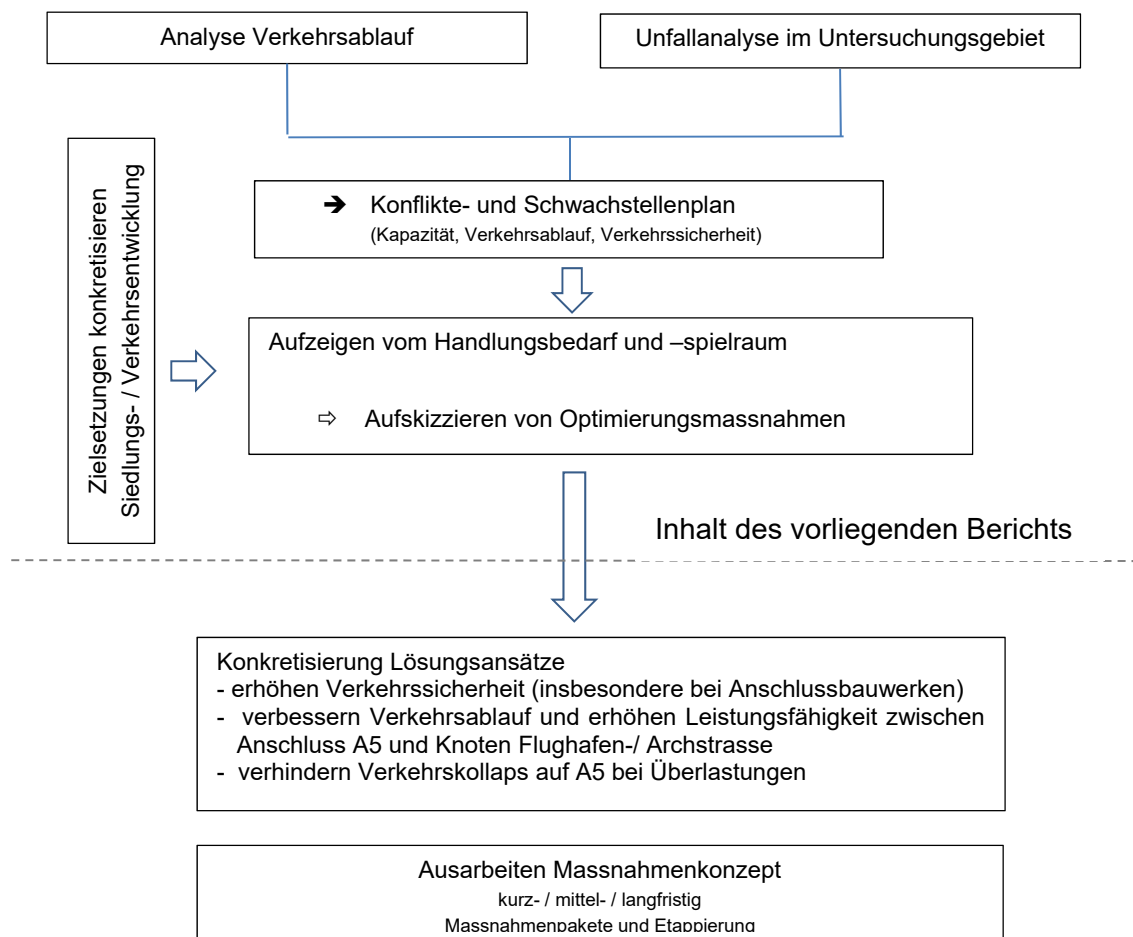 Analyse Verkehrsablauf
Unfallanalyse im Untersuchungsgebiet
Zielsetzungen konkretisieren
Siedlungs- / Verkehrsentwicklung
➔ Konflikte- und Schwachstellenplan
(Kapazität, Verkehrsablauf, Verkehrssicherheit)
Aufzeigen vom Handlungsbedarf und –spielraum
⇨ Aufskizzieren von Optimierungsmassnahmen
Inhalt des vorliegenden Berichts
Konkretisierung Lösungsansätze
- erhöhen Verkehrssicherheit (insbesondere bei Anschlussbauwerken)
- verbessern Verkehrsablauf und erhöhen Leistungsfähigkeit zwischen
Anschluss A5 und Knoten Flughafen-/ Archstrasse
- verhindern Verkehrskollaps auf A5 bei Überlastungen
Ausarbeiten Massnahmenkonzept
kurz- / mittel- / langfristig
Massnahmenpakete und Etappierung